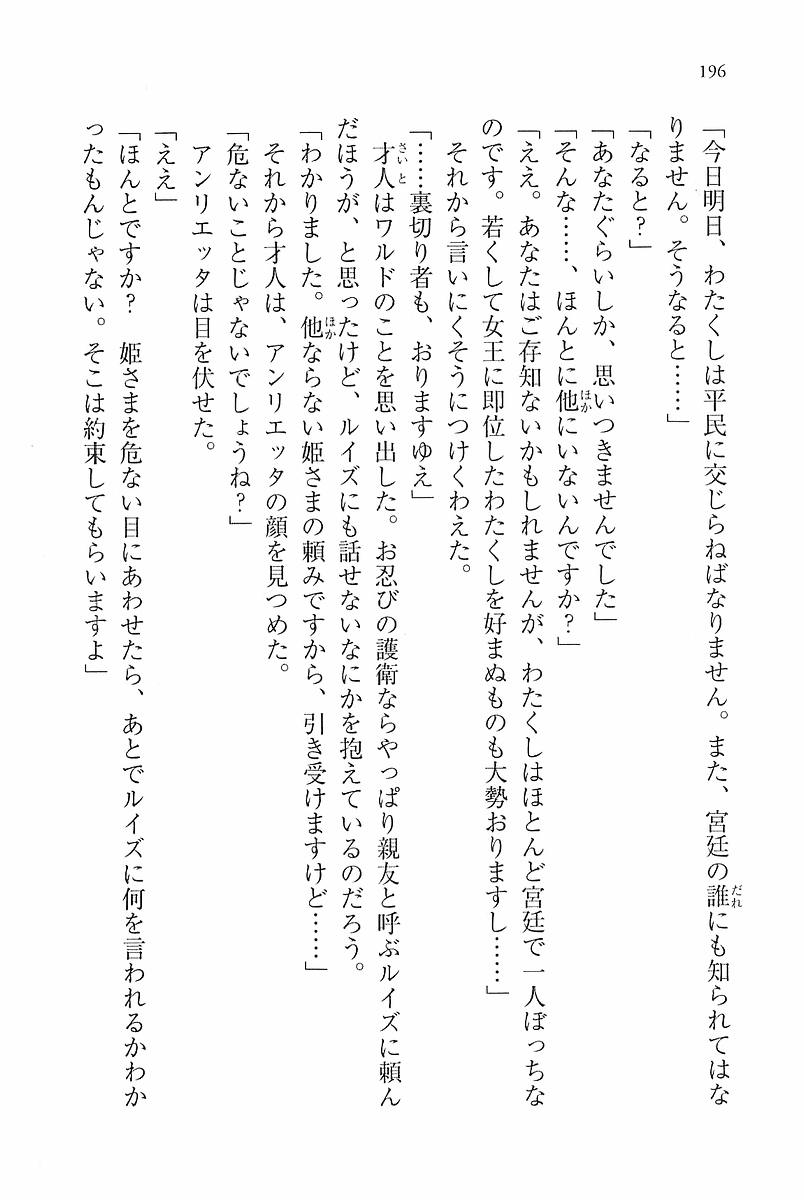 196
「今日明日、わたくしは平民に交じらねばなりません。また、宮廷の誰にも知られてはな
りません。そうなると……」
「なると？」
「あなたぐらいしか、思いつきませんでした」
「そんな……、ほんとに他にいないんですか？」
「ええ。あなたはご存知ないかもしれませんが、わたくしはほとんど宮廷で一人ぼっちな
のです。若くして女王に即位したわたくしを好まぬものも大勢おりますし……」
それから言いにくそうにつけくわえた。
「……裏切り者も、おりますゆえ」
才人はワルドのことを思い出した。お忍びの護衛ならやっぱり親友と呼ぶルイズに頼ん
だほうが、と思ったけど、ルイズにも話せないなにかを抱えているのだろう。
「わかりました。他ならない姫さまの頼みですから、引き受けますけど……」
それから才人は、アンリエッタの顔を見つめた。
「危ないことじゃないでしょうね？」
アンリエッタは目を伏せた。
「ええ」
「ほんとですか？　姫さまを危ない目にあわせたら、あとでルイズに何を言われるかわか
ったもんじゃない。そこは約束してもらいますよ」